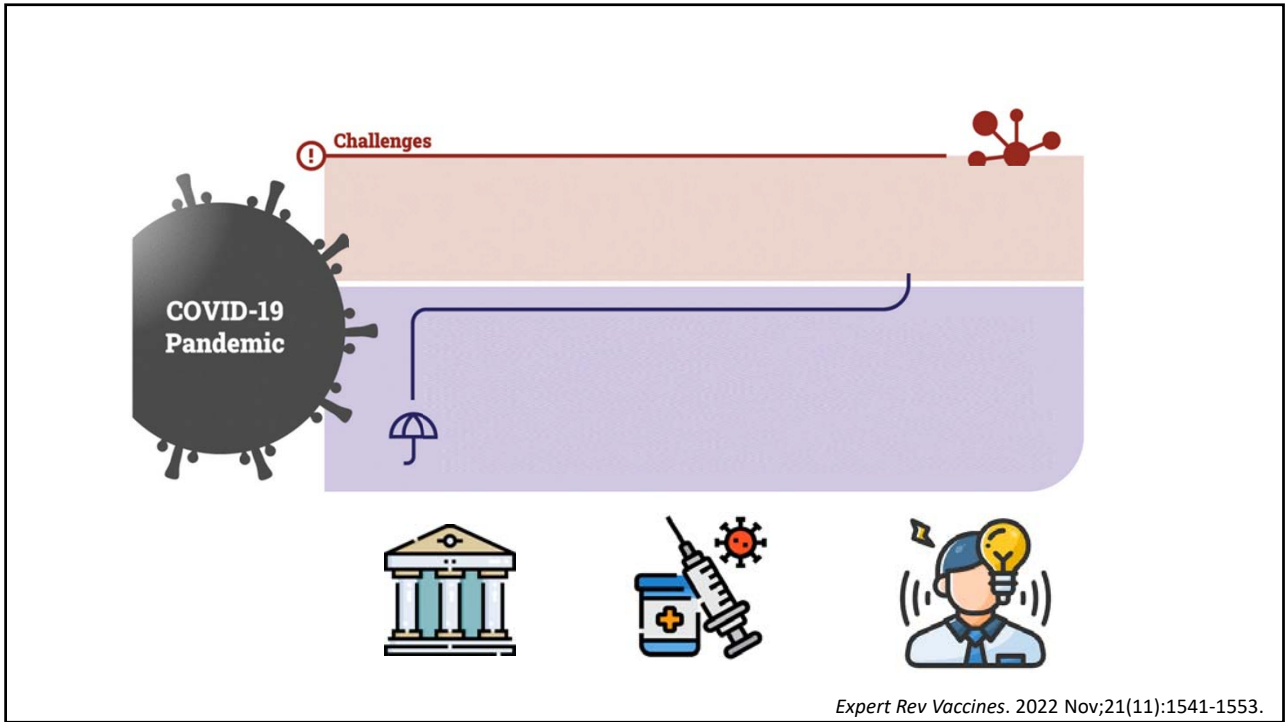 Challenges
COVID-19
Pandemic
Expert Rev Vaccines. 2022 Nov;21(11):1541-1553.